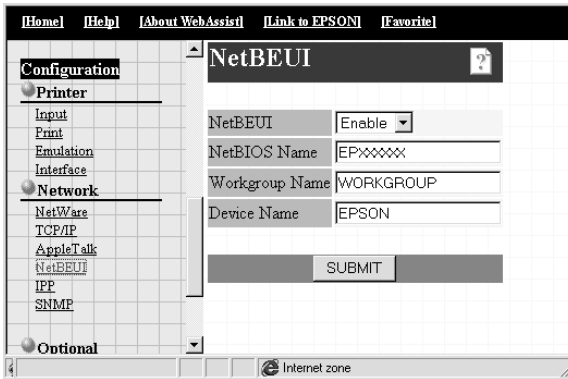 [Home] [Help] [About WebAssist] [Link to EPSON] [Favorite]
Configuration
Printer
Input
Print
Emulation
Interface
Network
NetWare
TCP/IP
AppleTalk
NetBEUI
IPP
SNMP
Optional
NetBEUI
?
NetBEUI Enable
NetBIOS Name EPXXXXXX
Workgroup Name WORKGROUP
Device Name EPSON
SUBMIT
Internet zone